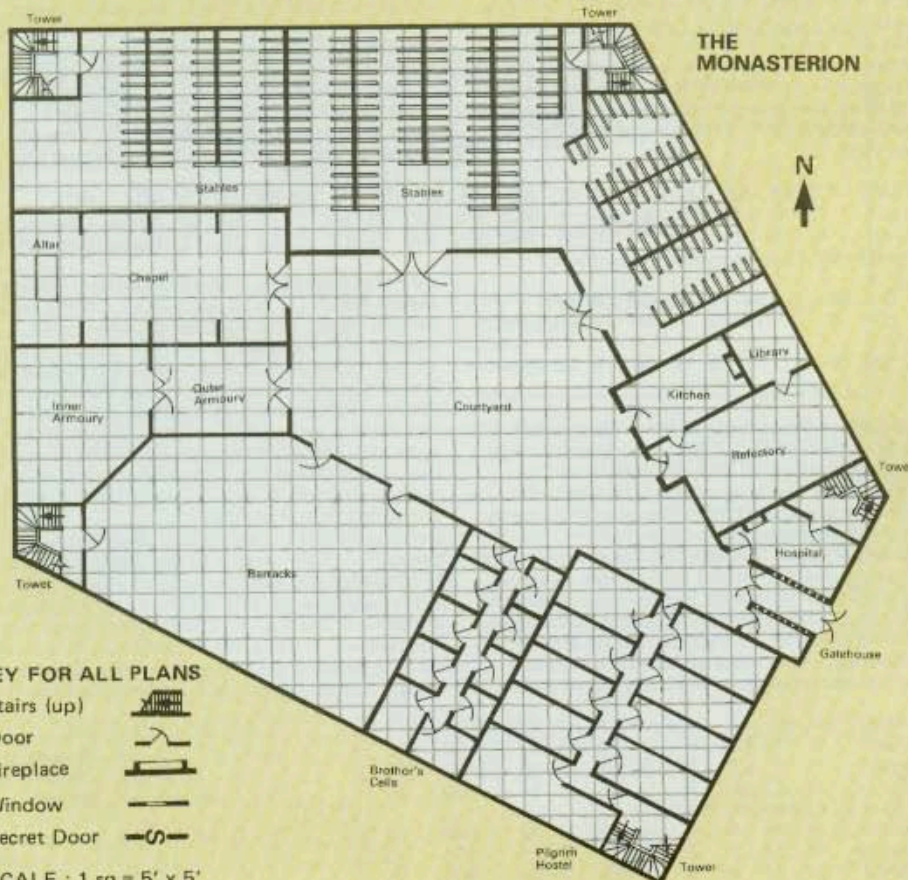 Tower
Tower
THE
MONASTERION
N
Stables
Stables
Altar
Chapel
Library
Kitchen
Outer
Armoury
Inner
Armoury
Courtyard
Refectory
Towe
Hospital
Barracks
Tower
Gatehouse
EY FOR ALL PLANS
tairs (up)
oor
ireplace
Vindow
ecret Door
S
CALE : 1 sq = 5' x 5'
Brother's
Cells
Pilgrim
Hostel
Tower